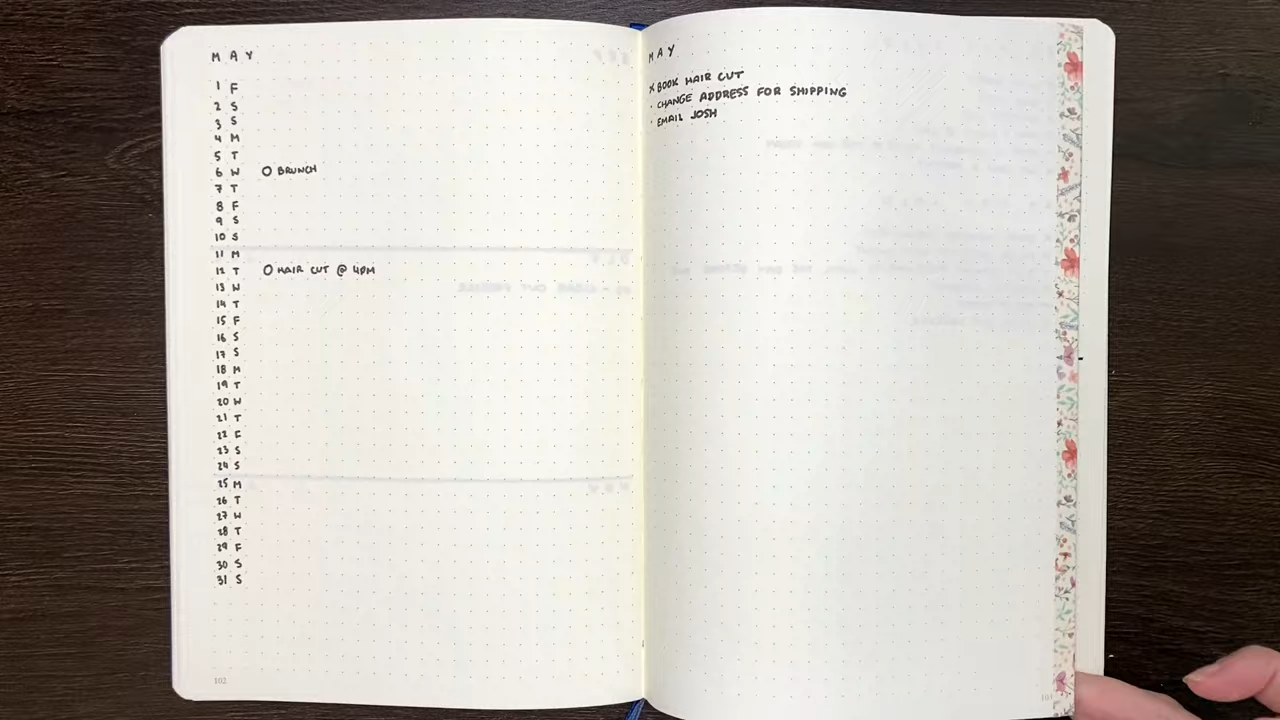 MAY
1 F
2 S
3 S
4 M
5 T
6 W O BRUNCH
7 T
8 F
9 S
10 S
11 M
12 T O HAIR CUT @ 4PM
13 W
14 T
15 F
16 S
17 S
18 M
19 T
20 W
21 T
22 F
23 S
24 S
25 M
26 T
27 W
28 T
29 F
30 S
31 S
102
MAY
X BOOK HAIR CUT
· CHANGE ADDRESS FOR SHIPPING
· EMAIL JOSH